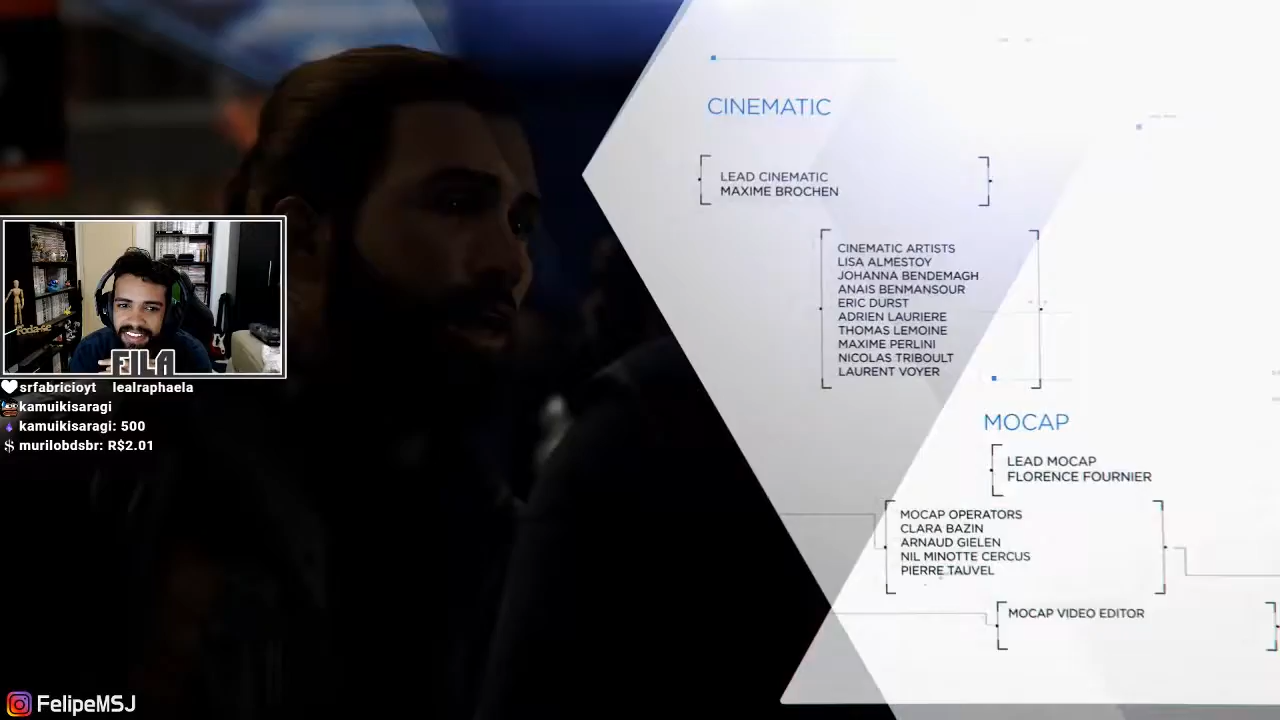 CINEMATIC
LEAD CINEMATIC
MAXIME BROCHEN
CINEMATIC ARTISTS
LISA ALMESTOY
JOHANNA BENDEMAGH
ANAIS BENMANSOUR
ERIC DURST
ADRIEN LAURIERE
THOMAS LEMOINE
MAXIME PERLINI
NICOLAS TRIBOULT
LAURENT VOYER
MOCAP
LEAD MOCAP
FLORENCE FOURNIER
MOCAP OPERATORS
CLARA BAZIN
ARNAUD GIELEN
NIL MINOTTE CERCUS
PIERRE TAUVEL
MOCAP VIDEO EDITOR
FILA
srfabricioyt lealraphaela
kamuikisaragi
kamuikisaragi: 500
murilobdsbr: R$2.01
FelipeMSJ